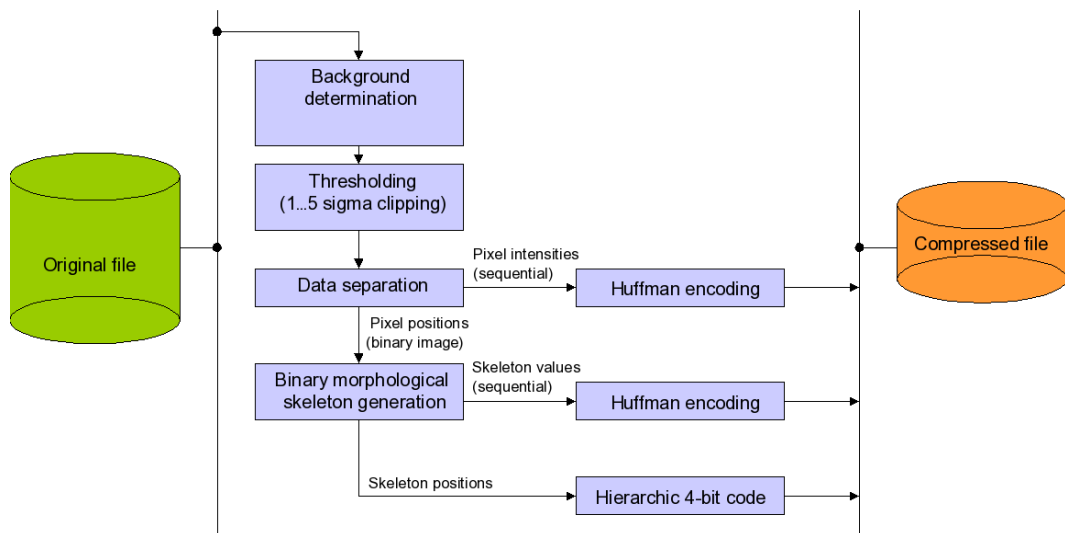 Background
determination
Thresholding
(1...5 sigma clipping)
Original file
Compressed file
Data separation
Pixel intensities
(sequential)
Huffman encoding
Pixel positions
(binary image)
Binary morphological
skeleton generation
Skeleton values
(sequential)
Huffman encoding
Skeleton positions
Hierarchic 4-bit code